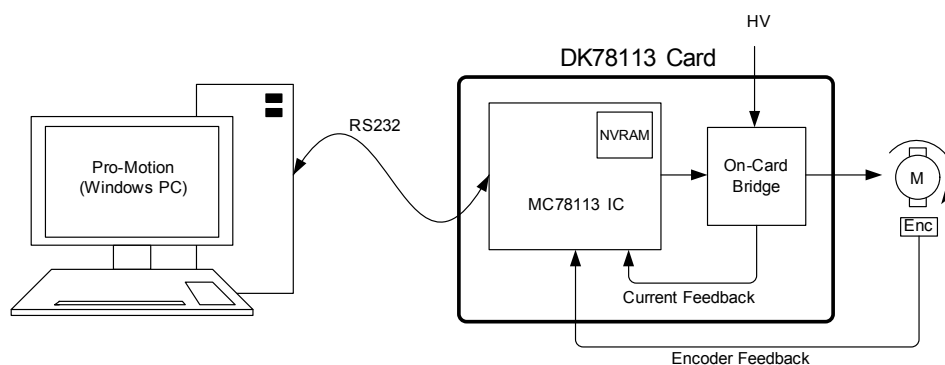 HV
DK78113 Card
RS232
NVRAM
Pro-Motion
(Windows PC)
On-Card
Bridge
M
MC78113 IC
Enc
Current Feedback
Encoder Feedback